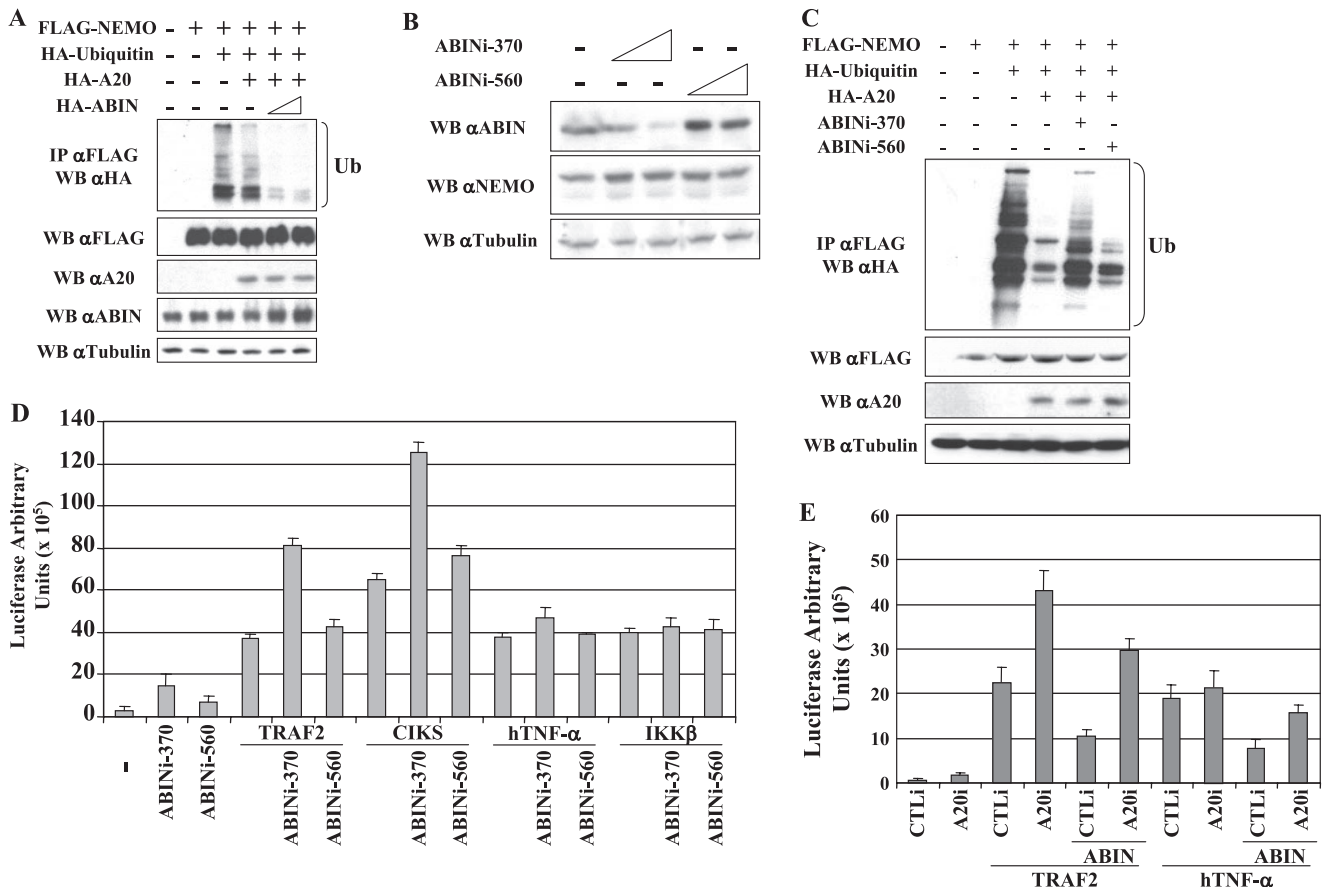 A
FLAG-NEMO - + + + + +
HA-Ubiquitin - - + + + +
HA-A20 - - - + + +
HA-ABIN - - - -
IP αFLAG
WB αHA
Ub
WB αFLAG
WB αA20
WB αABIN
WB αTubulin
B
ABINi-370 - - -
ABINi-560 - - -
WB αABIN
WB αNEMO
WB αTubulin
C
FLAG-NEMO - + + + + +
HA-Ubiquitin - - + + + +
HA-A20 - - - + + +
ABINi-370 - - - - + -
ABINi-560 - - - - - +
IP αFLAG
WB αHA
Ub
WB αFLAG
WB αA20
WB αTubulin
D
Luciferase Arbitrary
Units (x 10⁵)
140
120
100
80
60
40
20
0
-
ABINi-370
ABINi-560
TRAF2
ABINi-370
ABINi-560
CIKS
ABINi-370
ABINi-560
hTNF-α
ABINi-370
ABINi-560
IKKβ
ABINi-370
ABINi-560
E
Luciferase Arbitrary
Units (x 10⁵)
60
50
40
30
20
10
0
CTLi
A20i
CTLi
A20i
CTLi
A20i
CTLi
A20i
CTLi
A20i
ABIN
ABIN
TRAF2
hTNF-α